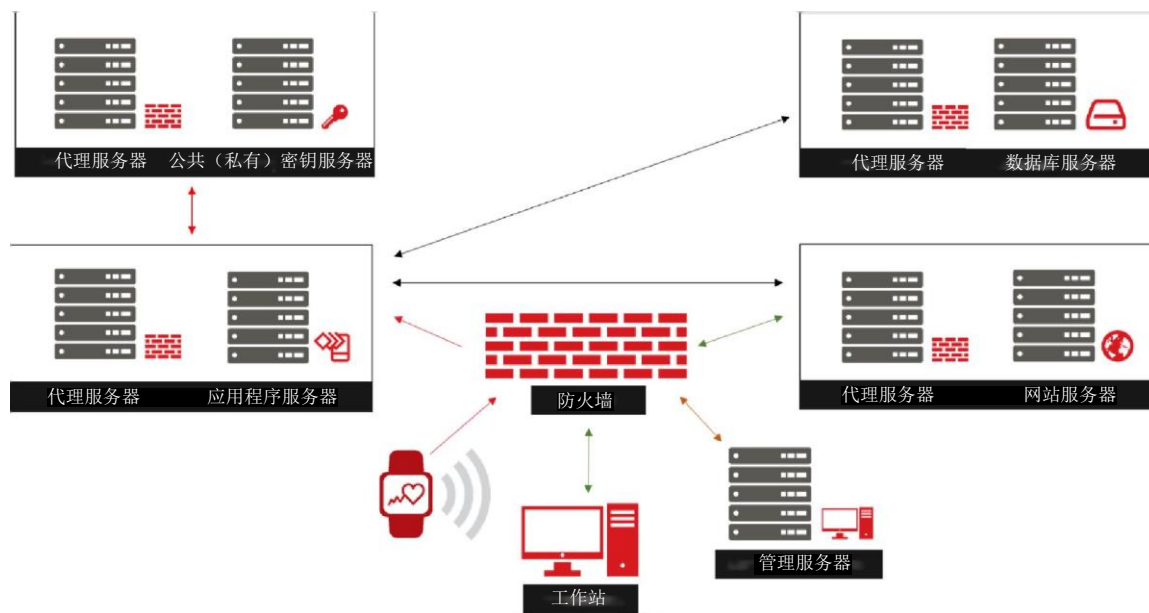 代理服务器 公共（私有）密钥服务器
代理服务器 数据库服务器
代理服务器 应用程序服务器
代理服务器 网站服务器
防火墙
管理服务器
工作站